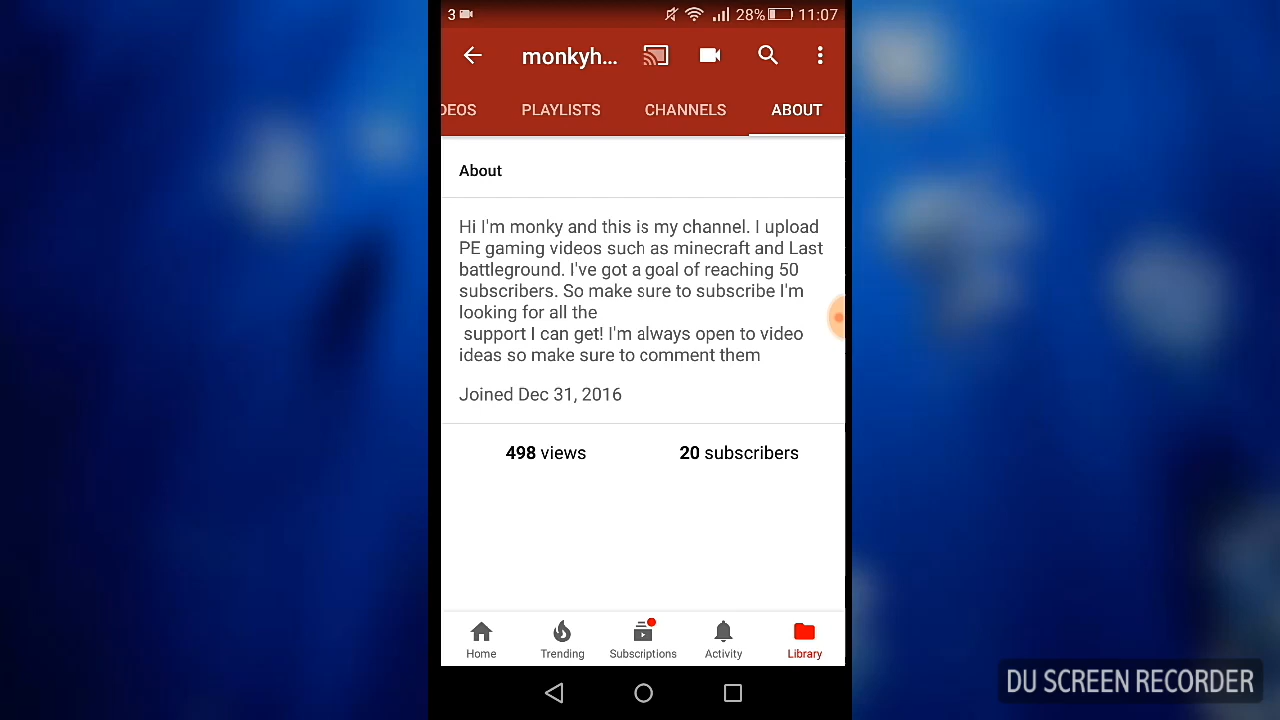 3 28% 11:07
monkyh...
DEOS PLAYLISTS CHANNELS ABOUT
About
Hi I'm monky and this is my channel. I upload
PE gaming videos such as minecraft and Last
battleground. I've got a goal of reaching 50
subscribers. So make sure to subscribe I'm
looking for all the
support I can get! I'm always open to video
ideas so make sure to comment them
Joined Dec 31, 2016
498 views 20 subscribers
Home Trending Subscriptions Activity Library
DU SCREEN RECORDER